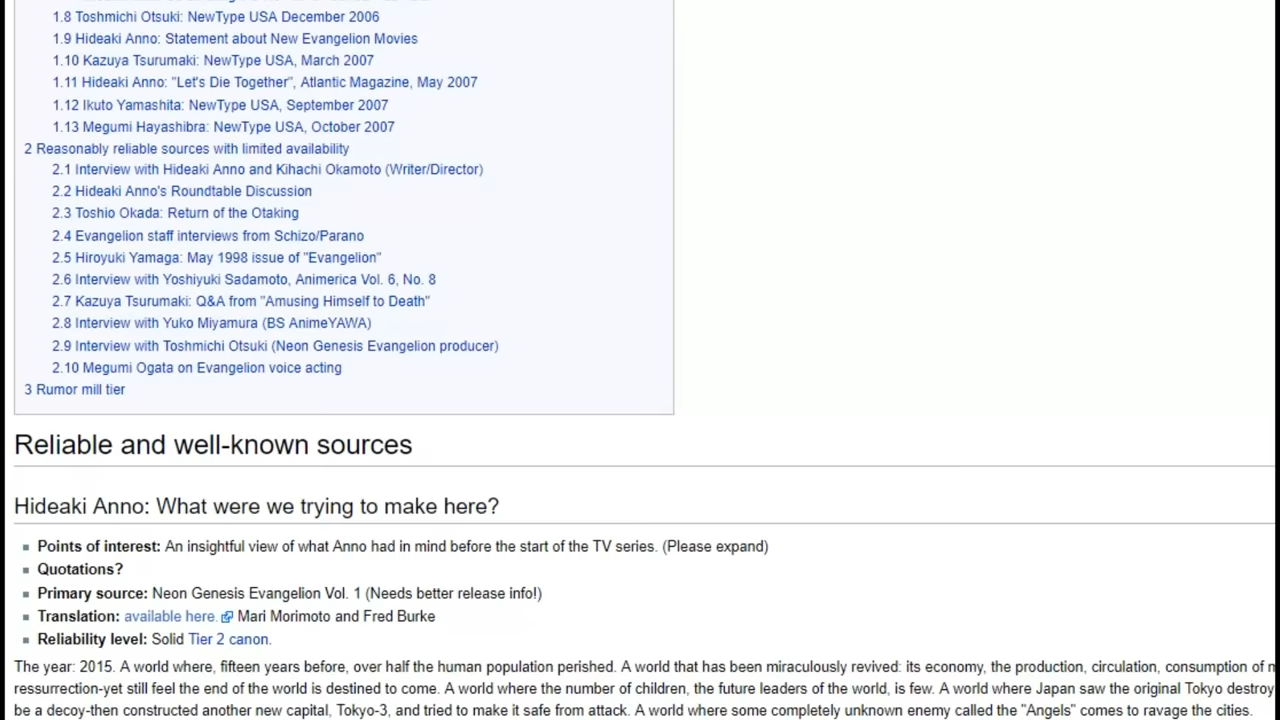 1.8 Toshmichi Otsuki: NewType USA December 2006
1.9 Hideaki Anno: Statement about New Evangelion Movies
1.10 Kazuya Tsurumaki: NewType USA, March 2007
1.11 Hideaki Anno: "Let's Die Together", Atlantic Magazine, May 2007
1.12 Ikuto Yamashita: NewType USA, September 2007
1.13 Megumi Hayashibra: NewType USA, October 2007
2 Reasonably reliable sources with limited availability
2.1 Interview with Hideaki Anno and Kihachi Okamoto (Writer/Director)
2.2 Hideaki Anno's Roundtable Discussion
2.3 Toshio Okada: Return of the Otaking
2.4 Evangelion staff interviews from Schizo/Parano
2.5 Hiroyuki Yamaga: May 1998 issue of "Evangelion"
2.6 Interview with Yoshiyuki Sadamoto, Animerica Vol. 6, No. 8
2.7 Kazuya Tsurumaki: Q&A from "Amusing Himself to Death"
2.8 Interview with Yuko Miyamura (BS AnimeYAWA)
2.9 Interview with Toshmichi Otsuki (Neon Genesis Evangelion producer)
2.10 Megumi Ogata on Evangelion voice acting
3 Rumor mill tier
Reliable and well-known sources
Hideaki Anno: What were we trying to make here?
Points of interest: An insightful view of what Anno had in mind before the start of the TV series. (Please expand)
Quotations?
Primary source: Neon Genesis Evangelion Vol. 1 (Needs better release info!)
Translation: available here. Mari Morimoto and Fred Burke
Reliability level: Solid Tier 2 canon.
The year: 2015. A world where, fifteen years before, over half the human population perished. A world that has been miraculously revived: its economy, the production, circulation, consumption of
ressurrection-yet still feel the end of the world is destined to come. A world where the number of children, the future leaders of the world, is few. A world where Japan saw the original Tokyo destroy
be a decoy-then constructed another new capital, Tokyo-3, and tried to make it safe from attack. A world where some completely unknown enemy called the "Angels" comes to ravage the cities.